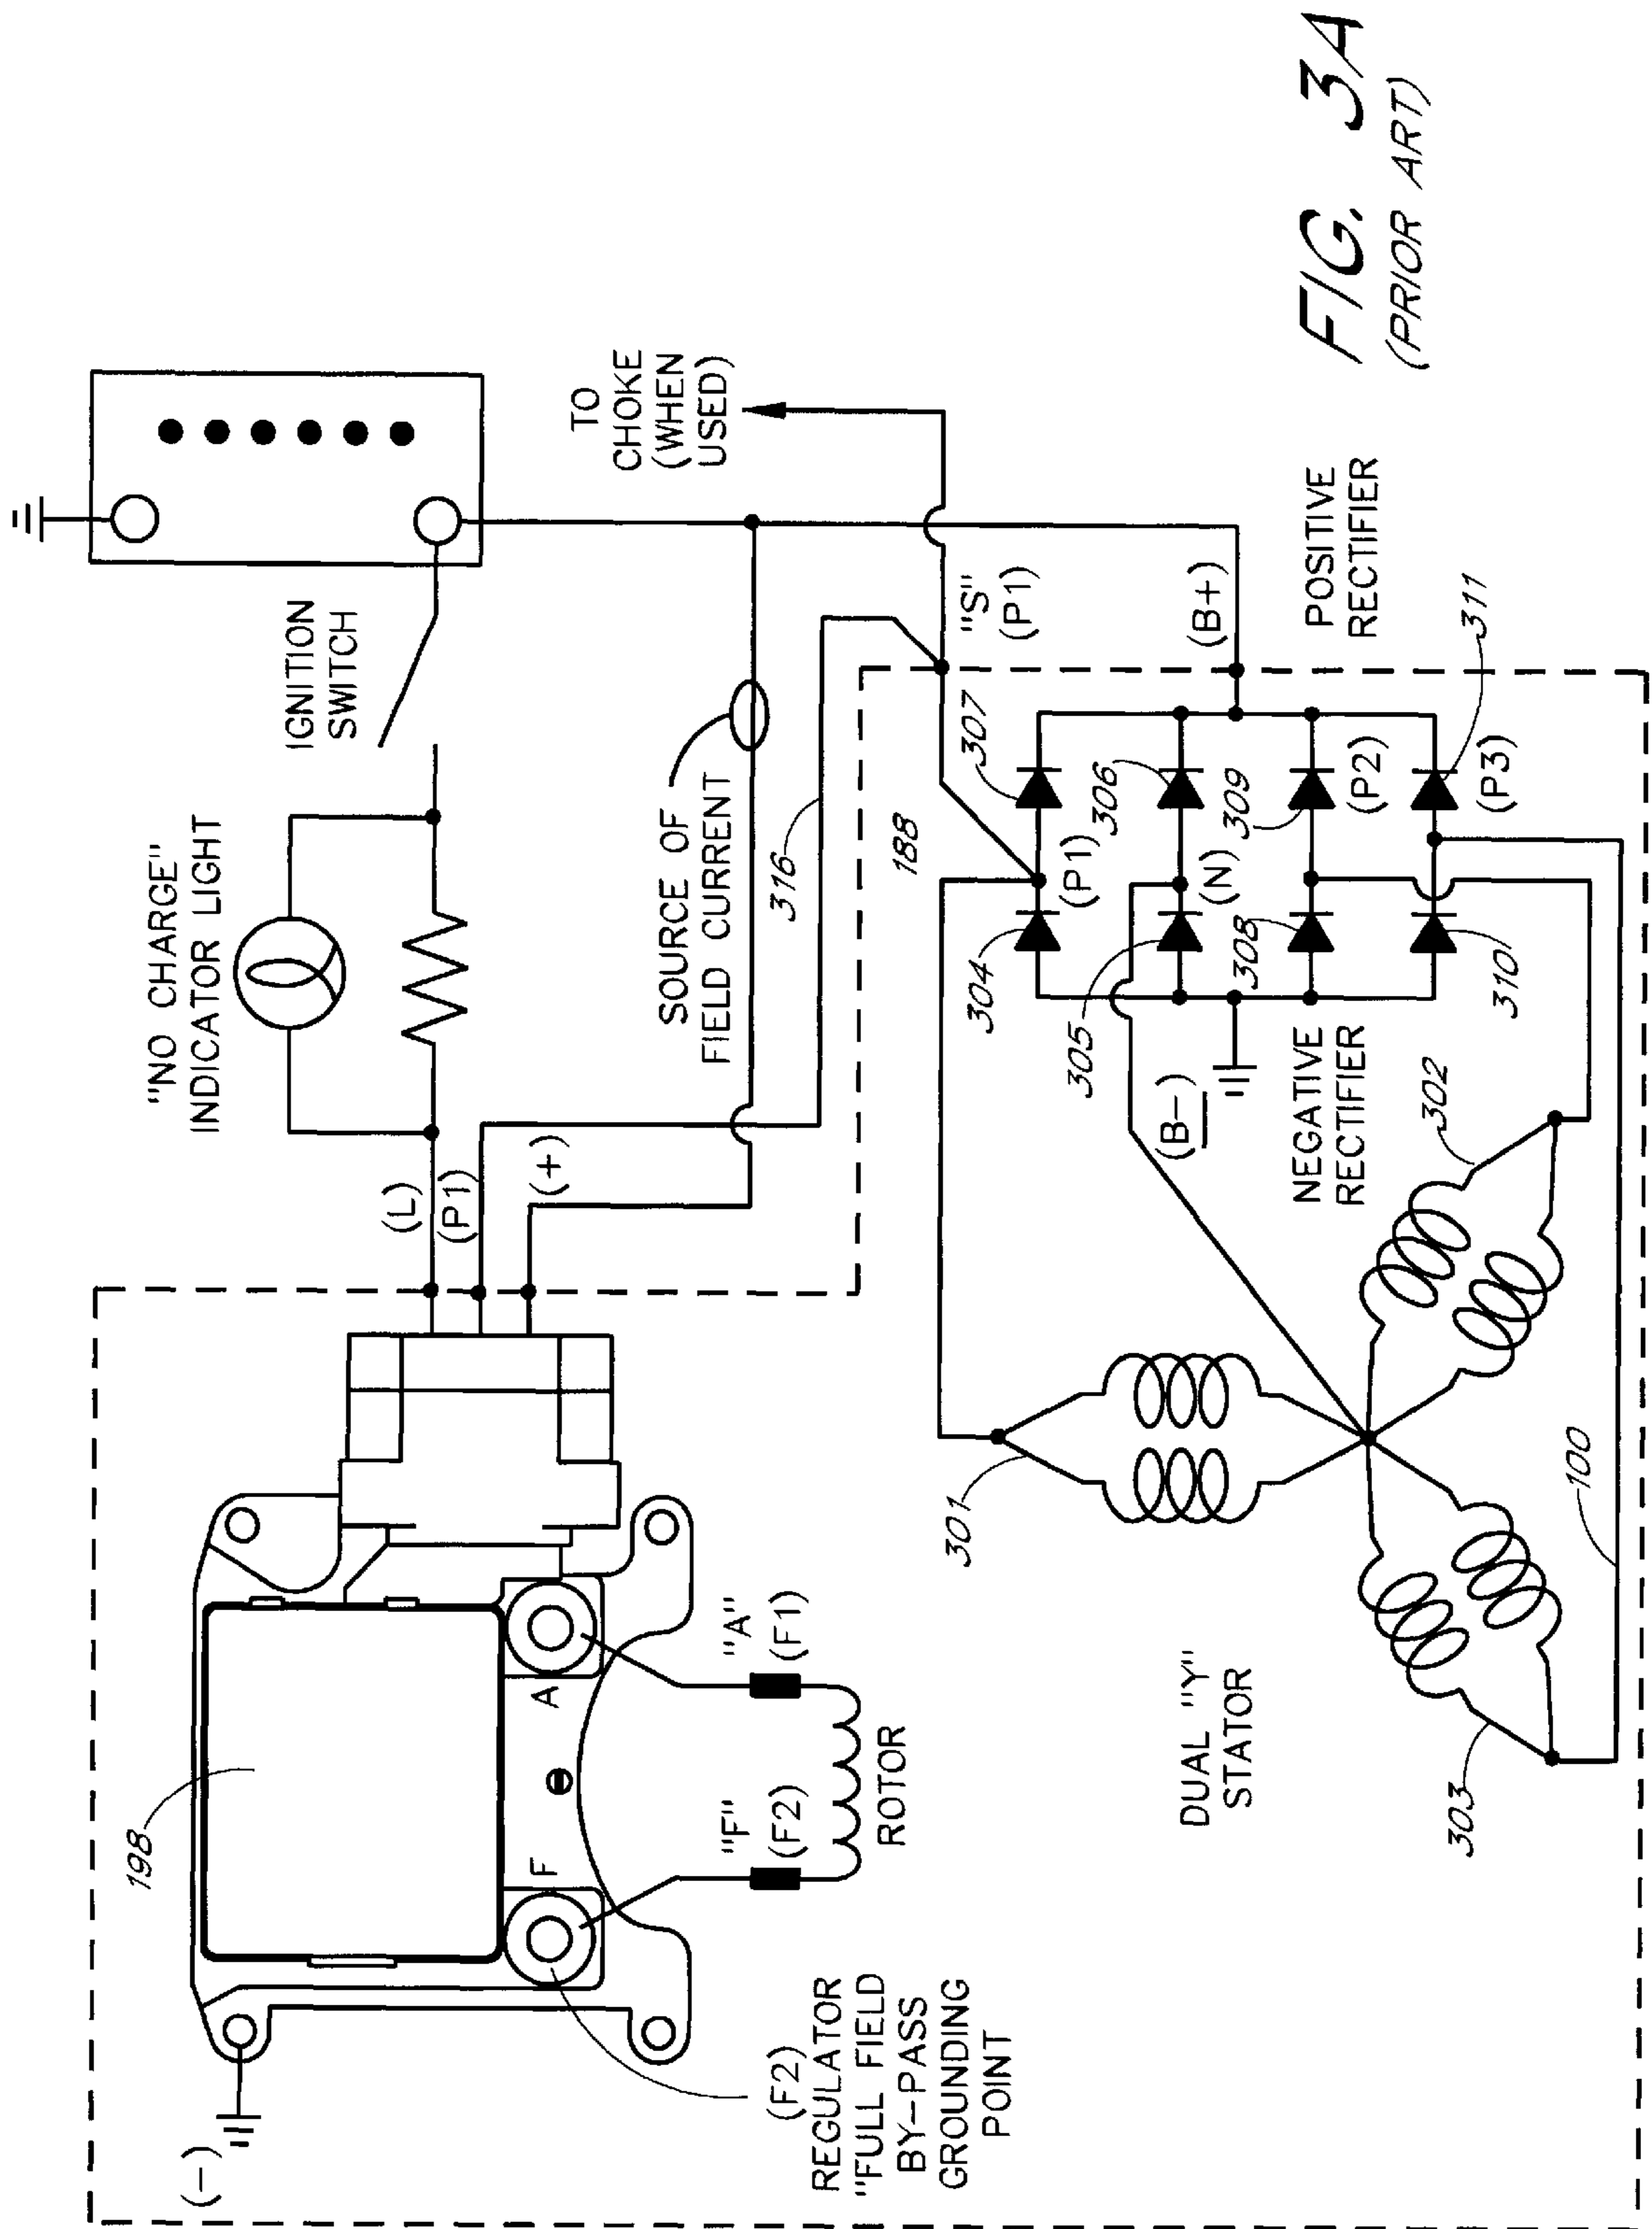 (-)
198
(F2)
REGULATOR
"FULL FIELD
BY-PASS
GROUNDING
POINT
F
A
"F"
(F2)
"A"
(F1)
ROTOR
(L)
(P1)
(+)
"NO CHARGE"
INDICATOR LIGHT
IGNITION
SWITCH
SOURCE OF
FIELD CURRENT
316
TO
CHOKE
(WHEN
USED)
188
"S"
(P1)
(B+)
POSITIVE
RECTIFIER
307
306
309
311
304
(P1)
(N)
(P2)
(P3)
305
308
310
(B-)
NEGATIVE
RECTIFIER
302
301
303
100
DUAL "Y"
STATOR
FIG. 3A
(PRIOR ART)